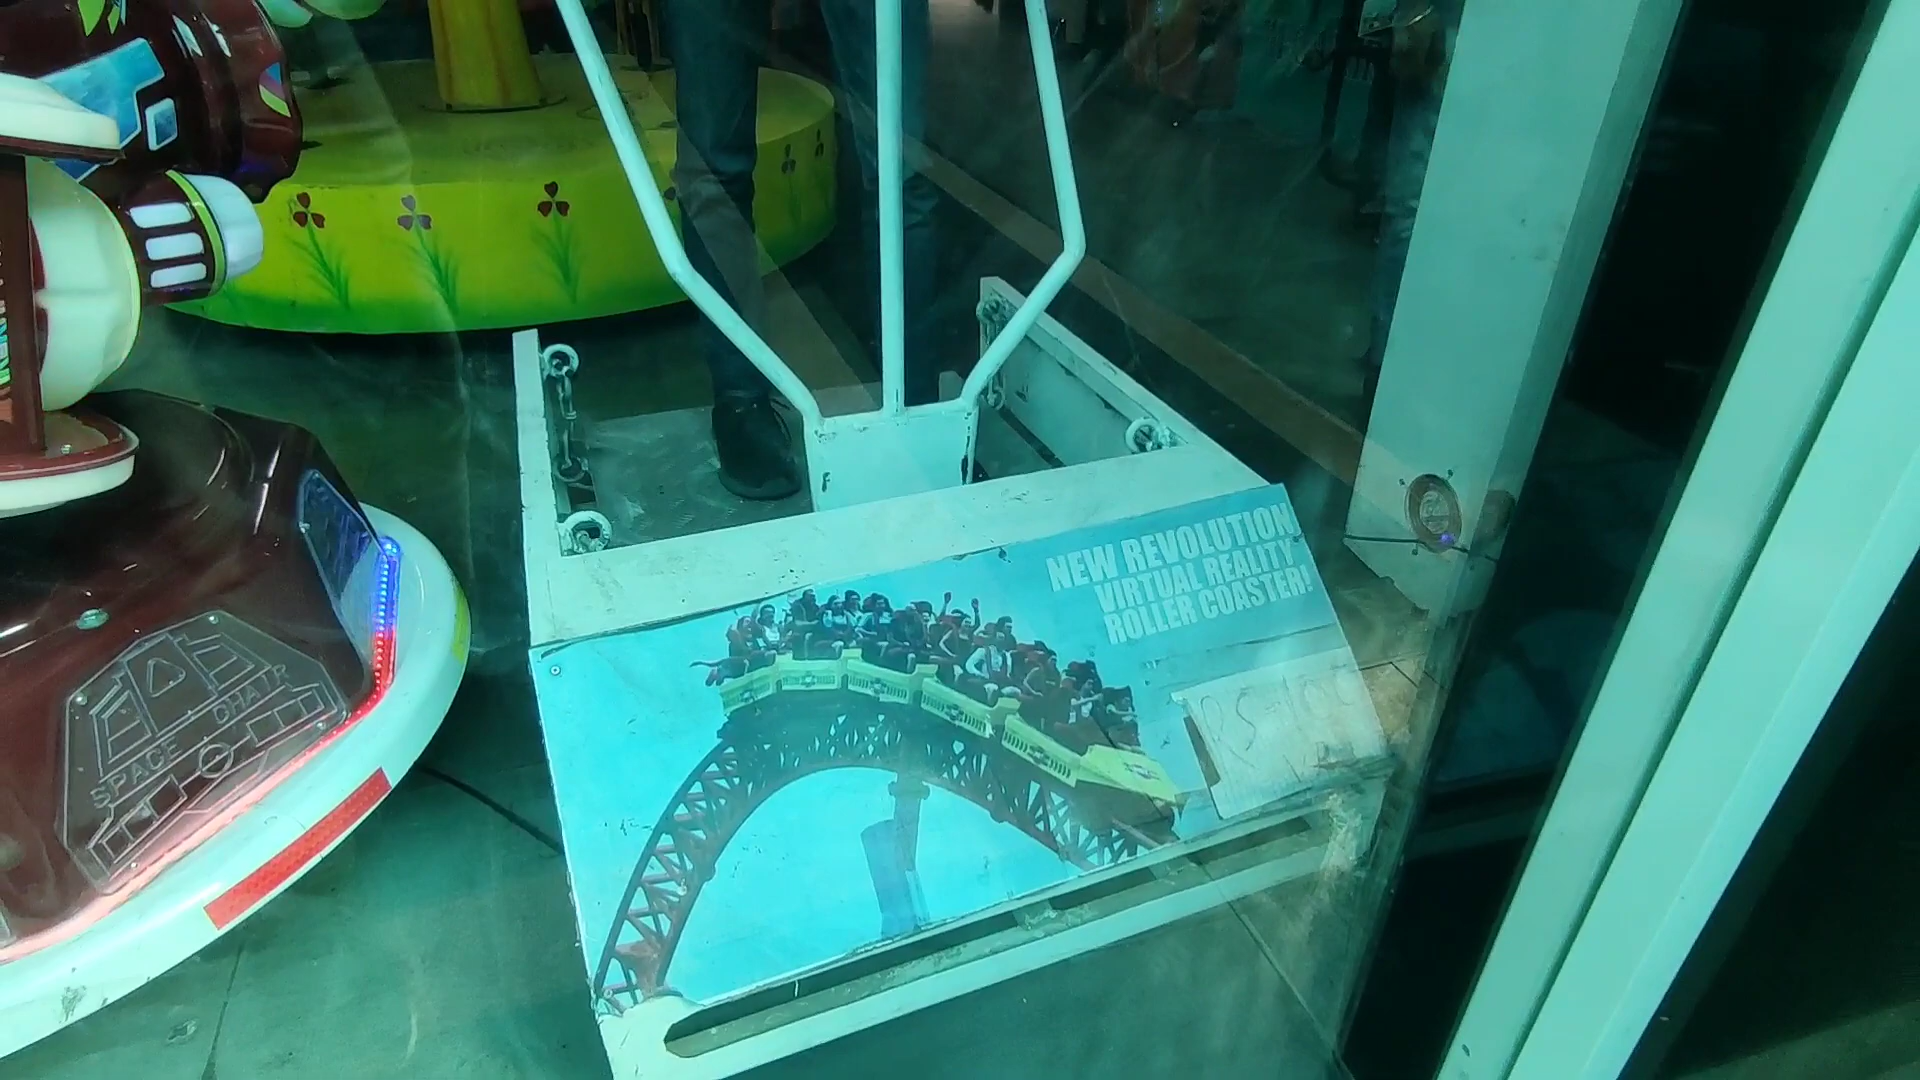 NEW REVOLUTION
VIRTUAL REALITY
ROLLER COASTER!
SPACE CHAIR